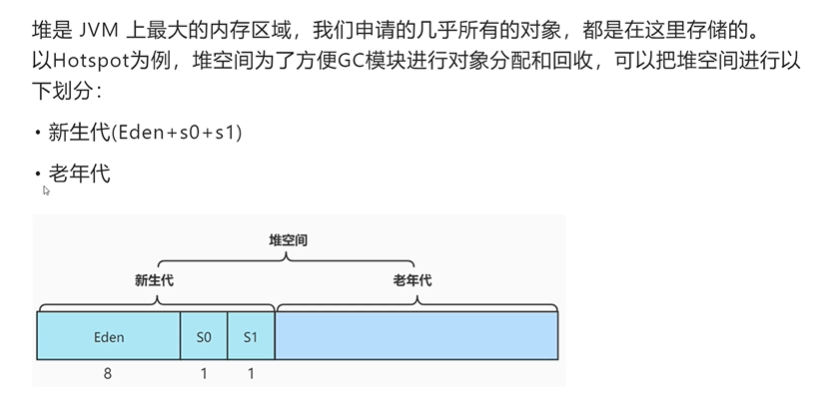 堆是 JVM 上最大的内存区域，我们申请的几乎所有的对象，都是在这里存储的。
以Hotspot为例，堆空间为了方便GC模块进行对象分配和回收，可以把堆空间进行以
下划分：
• 新生代(Eden+s0+s1)
• 老年代
堆空间
新生代 老年代
Eden S0 S1
8 1 1